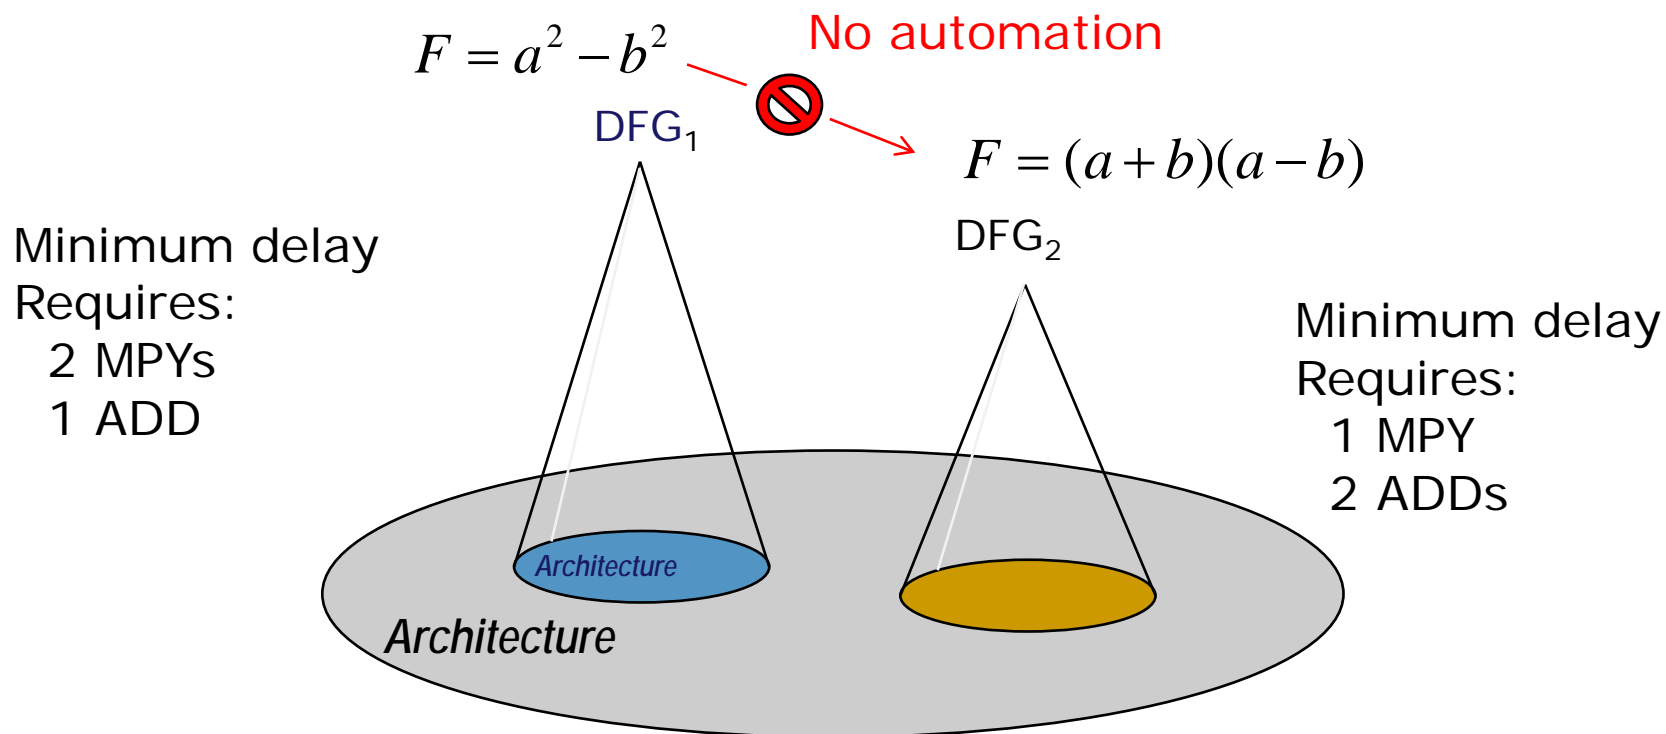 No automation
F = a² − b²
DFG₁
F = (a + b)(a − b)
DFG₂
Minimum delay
Requires:
2 MPYs
1 ADD
Minimum delay
Requires:
1 MPY
2 ADDs
Architecture
Architecture